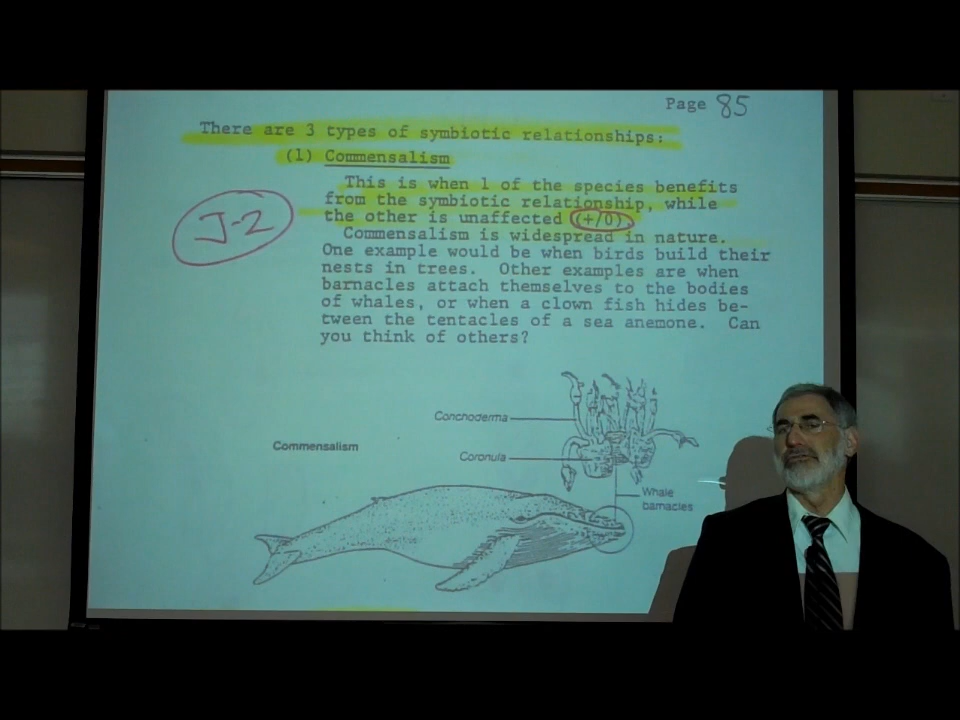 Page 85
There are 3 types of symbiotic relationships:
(1) Commensalism
This is when 1 of the species benefits
from the symbiotic relationship, while
the other is unaffected (+/0).
J-2
Commensalism is widespread in nature.
One example would be when birds build their
nests in trees. Other examples are when
barnacles attach themselves to the bodies
of whales, or when a clown fish hides be-
tween the tentacles of a sea anemone. Can
you think of others?
Conchoderma
Commensalism
Coronula
Whale
barnacles